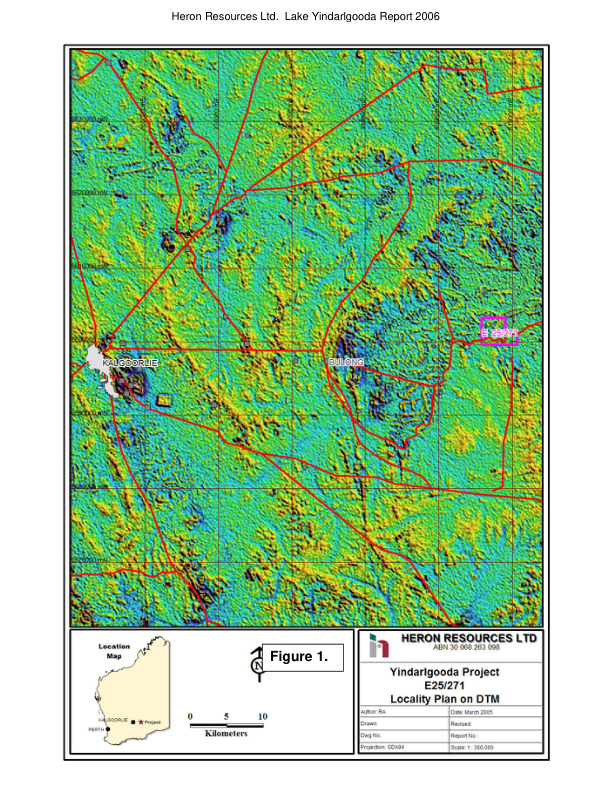 Heron Resources Ltd. Lake Yindarlgooda Report 2006
KALGOORLIE
BULONG
E 25/271
Location
Map
KALGOORLIE
Project
PERTH
N
Figure 1.
0 5 10
Kilometers
HERON RESOURCES LTD
ABN 30 068 263 098
Yindarlgooda Project
E25/271
Locality Plan on DTM
Author: RA
Date: March 2005
Drawn:
Revised:
Dwg No:
Report No:
Projection: GDA94
Scale: 1 : 350,000